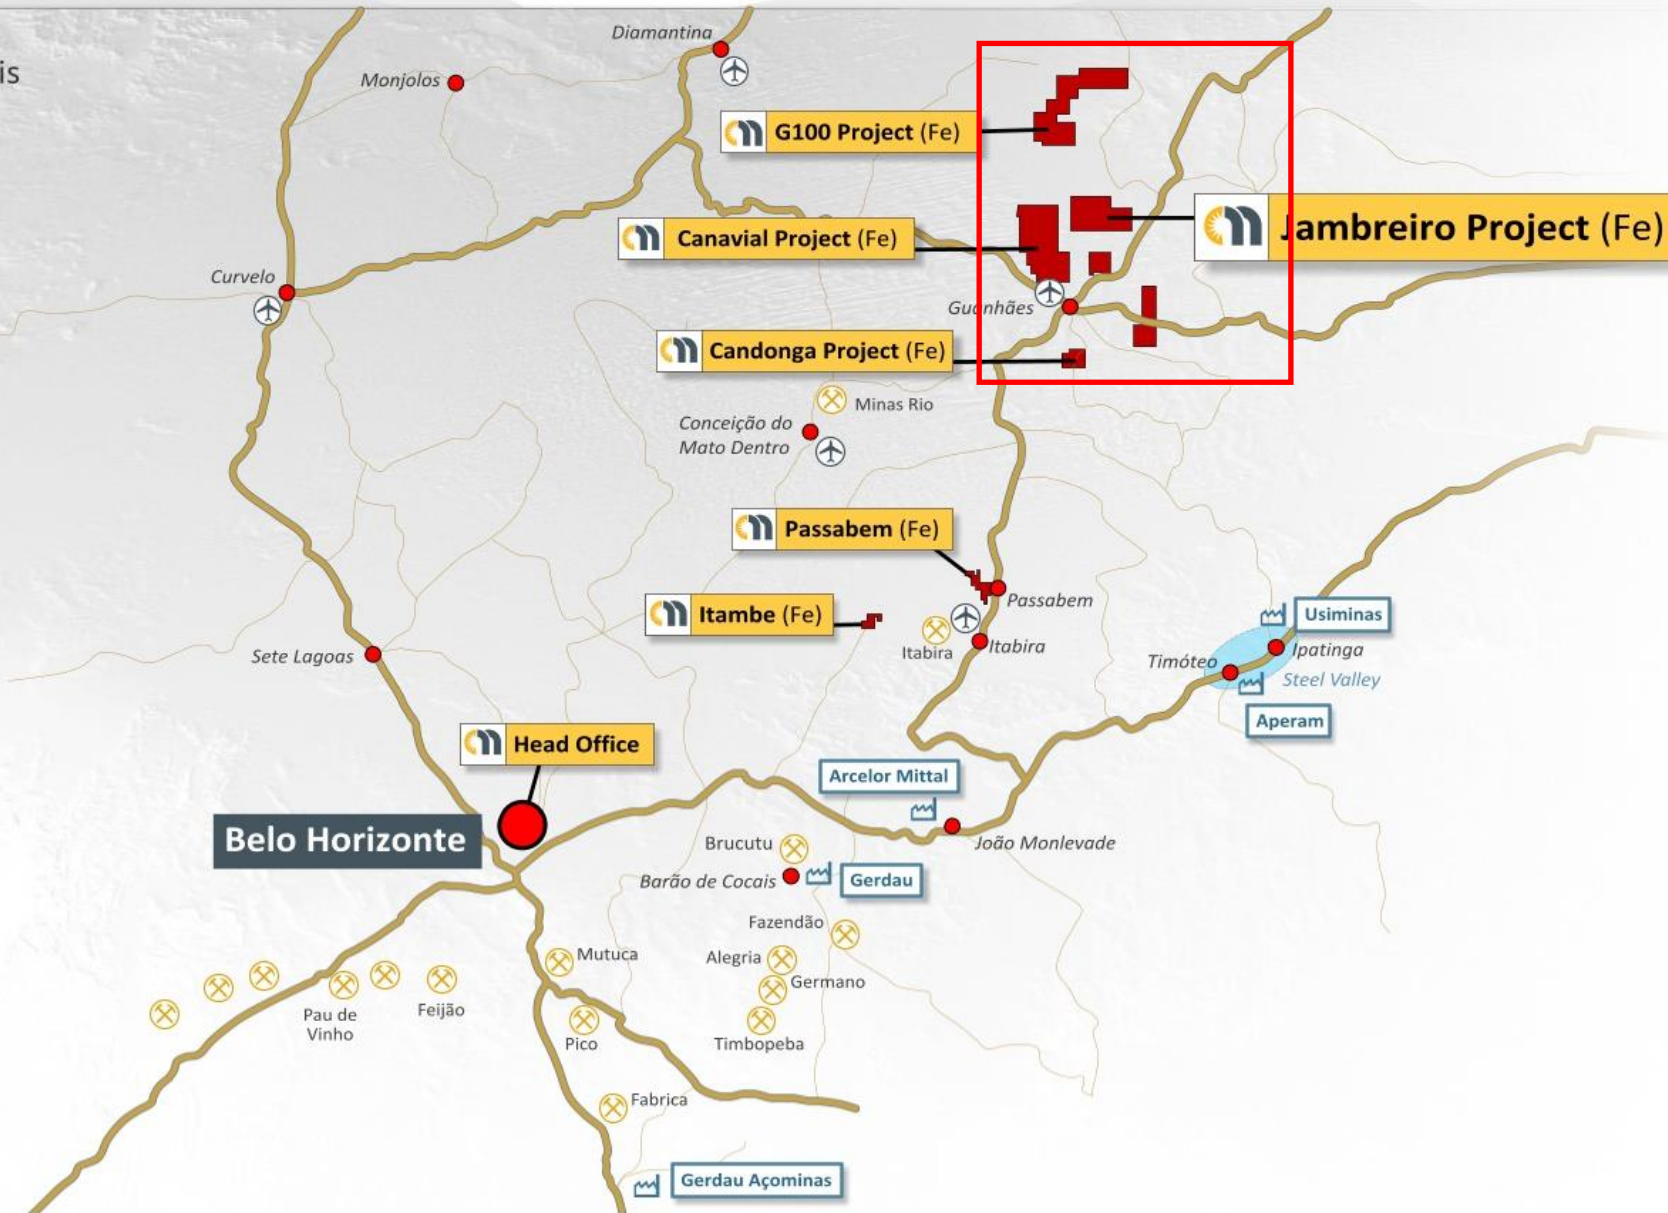 is
Diamantina
Monjolos
G100 Project (Fe)
Jambreiro Project (Fe)
Canavial Project (Fe)
Curvelo
Guanhães
Candonga Project (Fe)
Minas Rio
Conceição do
Mato Dentro
Passabem (Fe)
Passabem
Itambe (Fe)
Usiminas
Itabira
Itabira
Sete Lagoas
Ipatinga
Timóteo
Steel Valley
Aperam
Head Office
Arcelor Mittal
Belo Horizonte
João Monlevade
Brucutu
Barão de Cocais
Gerdau
Fazendão
Mutuca
Alegria
Germano
Feijão
Pau de
Vinho
Pico
Timbopeba
Fabrica
Gerdau Açominas